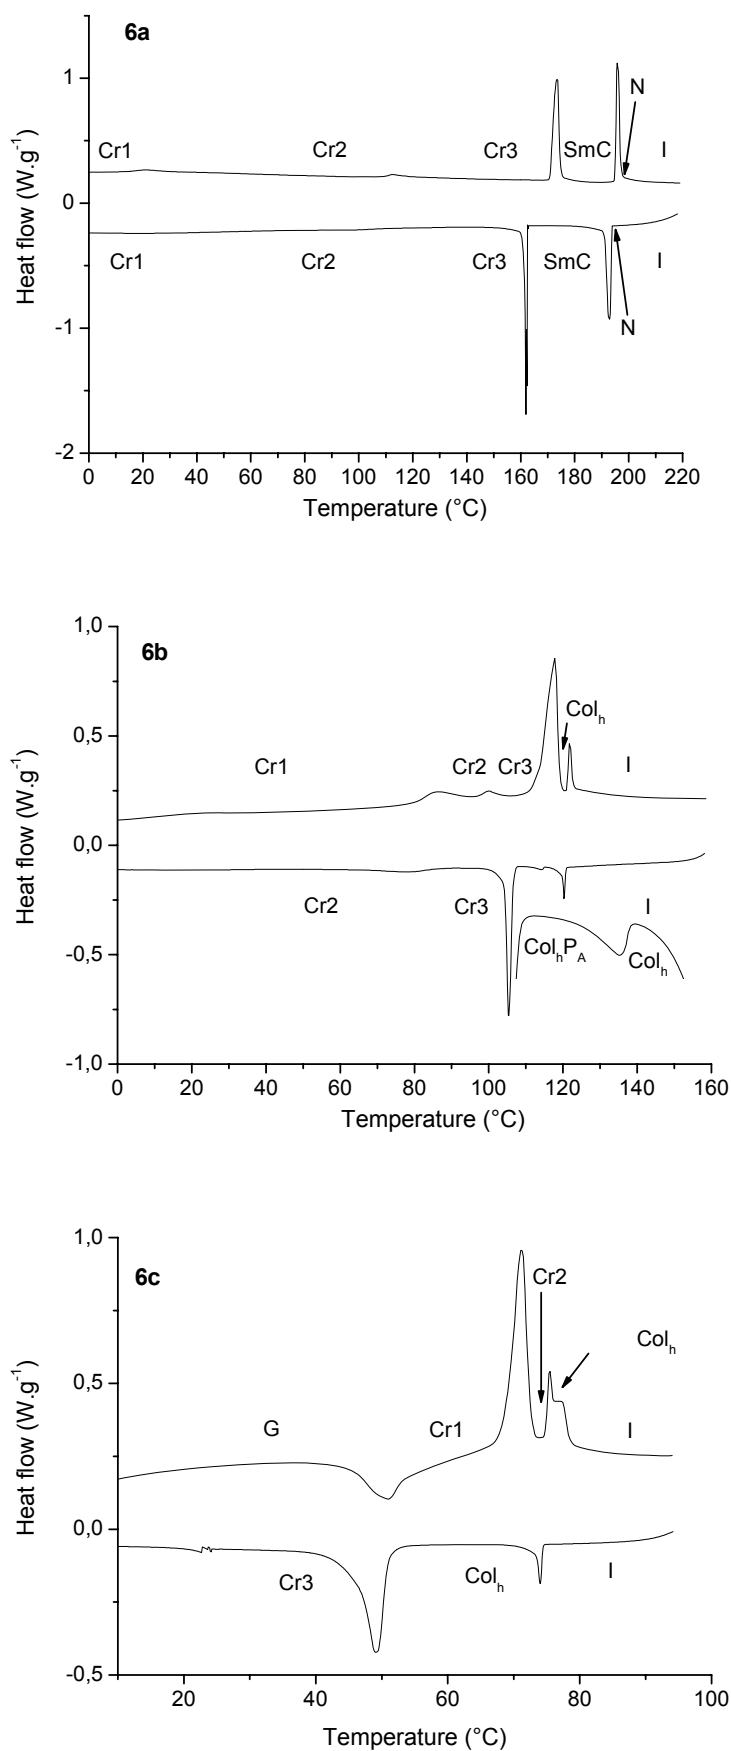 6a
1
0
-1
-2
Heat flow (W.g⁻¹)
Cr1 Cr2 Cr3 SmC N I
Cr1 Cr2 Cr3 SmC N I
0 20 40 60 80 100 120 140 160 180 200 220
Temperature (°C)
6b
1,0
0,5
0,0
-0,5
-1,0
Heat flow (W.g⁻¹)
Cr1 Cr2 Cr3 Colₕ I
Cr2 Cr3 ColₕP_A Colₕ I
0 20 40 60 80 100 120 140 160
Temperature (°C)
6c
1,0
0,5
0,0
-0,5
Heat flow (W.g⁻¹)
G Cr1 Cr2 Colₕ I
Cr3 Colₕ I
20 40 60 80 100
Temperature (°C)